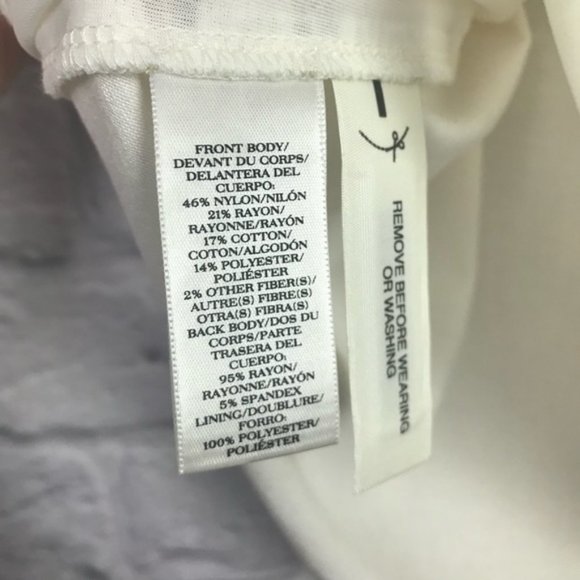 FRONT BODY/
DEVANT DU CORPS/
DELANTERA DEL
CUERPO:
46% NYLON/NILÓN
21% RAYON/
RAYONNE/RAYÓN
17% COTTON/
COTON/ALGODÓN
14% POLYESTER/
POLIÉSTER
2% OTHER FIBER(S)/
AUTRE(S) FIBRE(S)
OTRA(S) FIBRA(S)
BACK BODY/DOS DU
CORPS/PARTE
TRASERA DEL
CUERPO:
95% RAYON/
RAYONNE/RAYÓN
5% SPANDEX
LINING/DOUBLURE/
FORRO:
100% POLYESTER/
POLIÉSTER
REMOVE BEFORE WEARING
OR WASHING